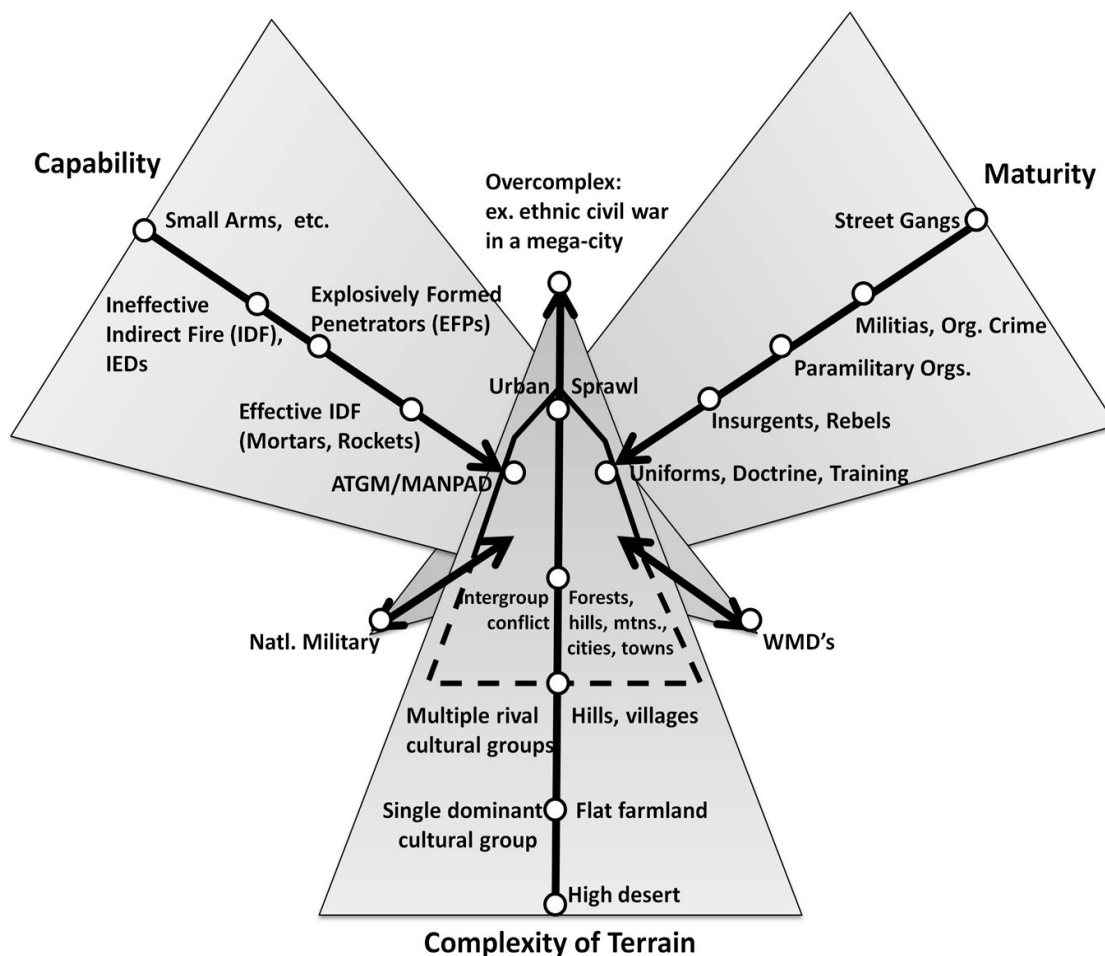 Capability
Maturity
Overcomplex:
ex. ethnic civil war
in a mega-city
Small Arms,  etc.
Street Gangs
Ineffective
Indirect Fire (IDF),
IEDs
Explosively Formed
Penetrators (EFPs)
Militias, Org. Crime
Paramilitary Orgs.
Urban Sprawl
Effective IDF
(Mortars, Rockets)
Insurgents, Rebels
ATGM/MANPAD
Uniforms, Doctrine, Training
Intergroup
conflict
Forests,
hills, mtns.,
cities, towns
Natl. Military
WMD's
Multiple rival
cultural groups
Hills, villages
Single dominant
cultural group
Flat farmland
High desert
Complexity of Terrain